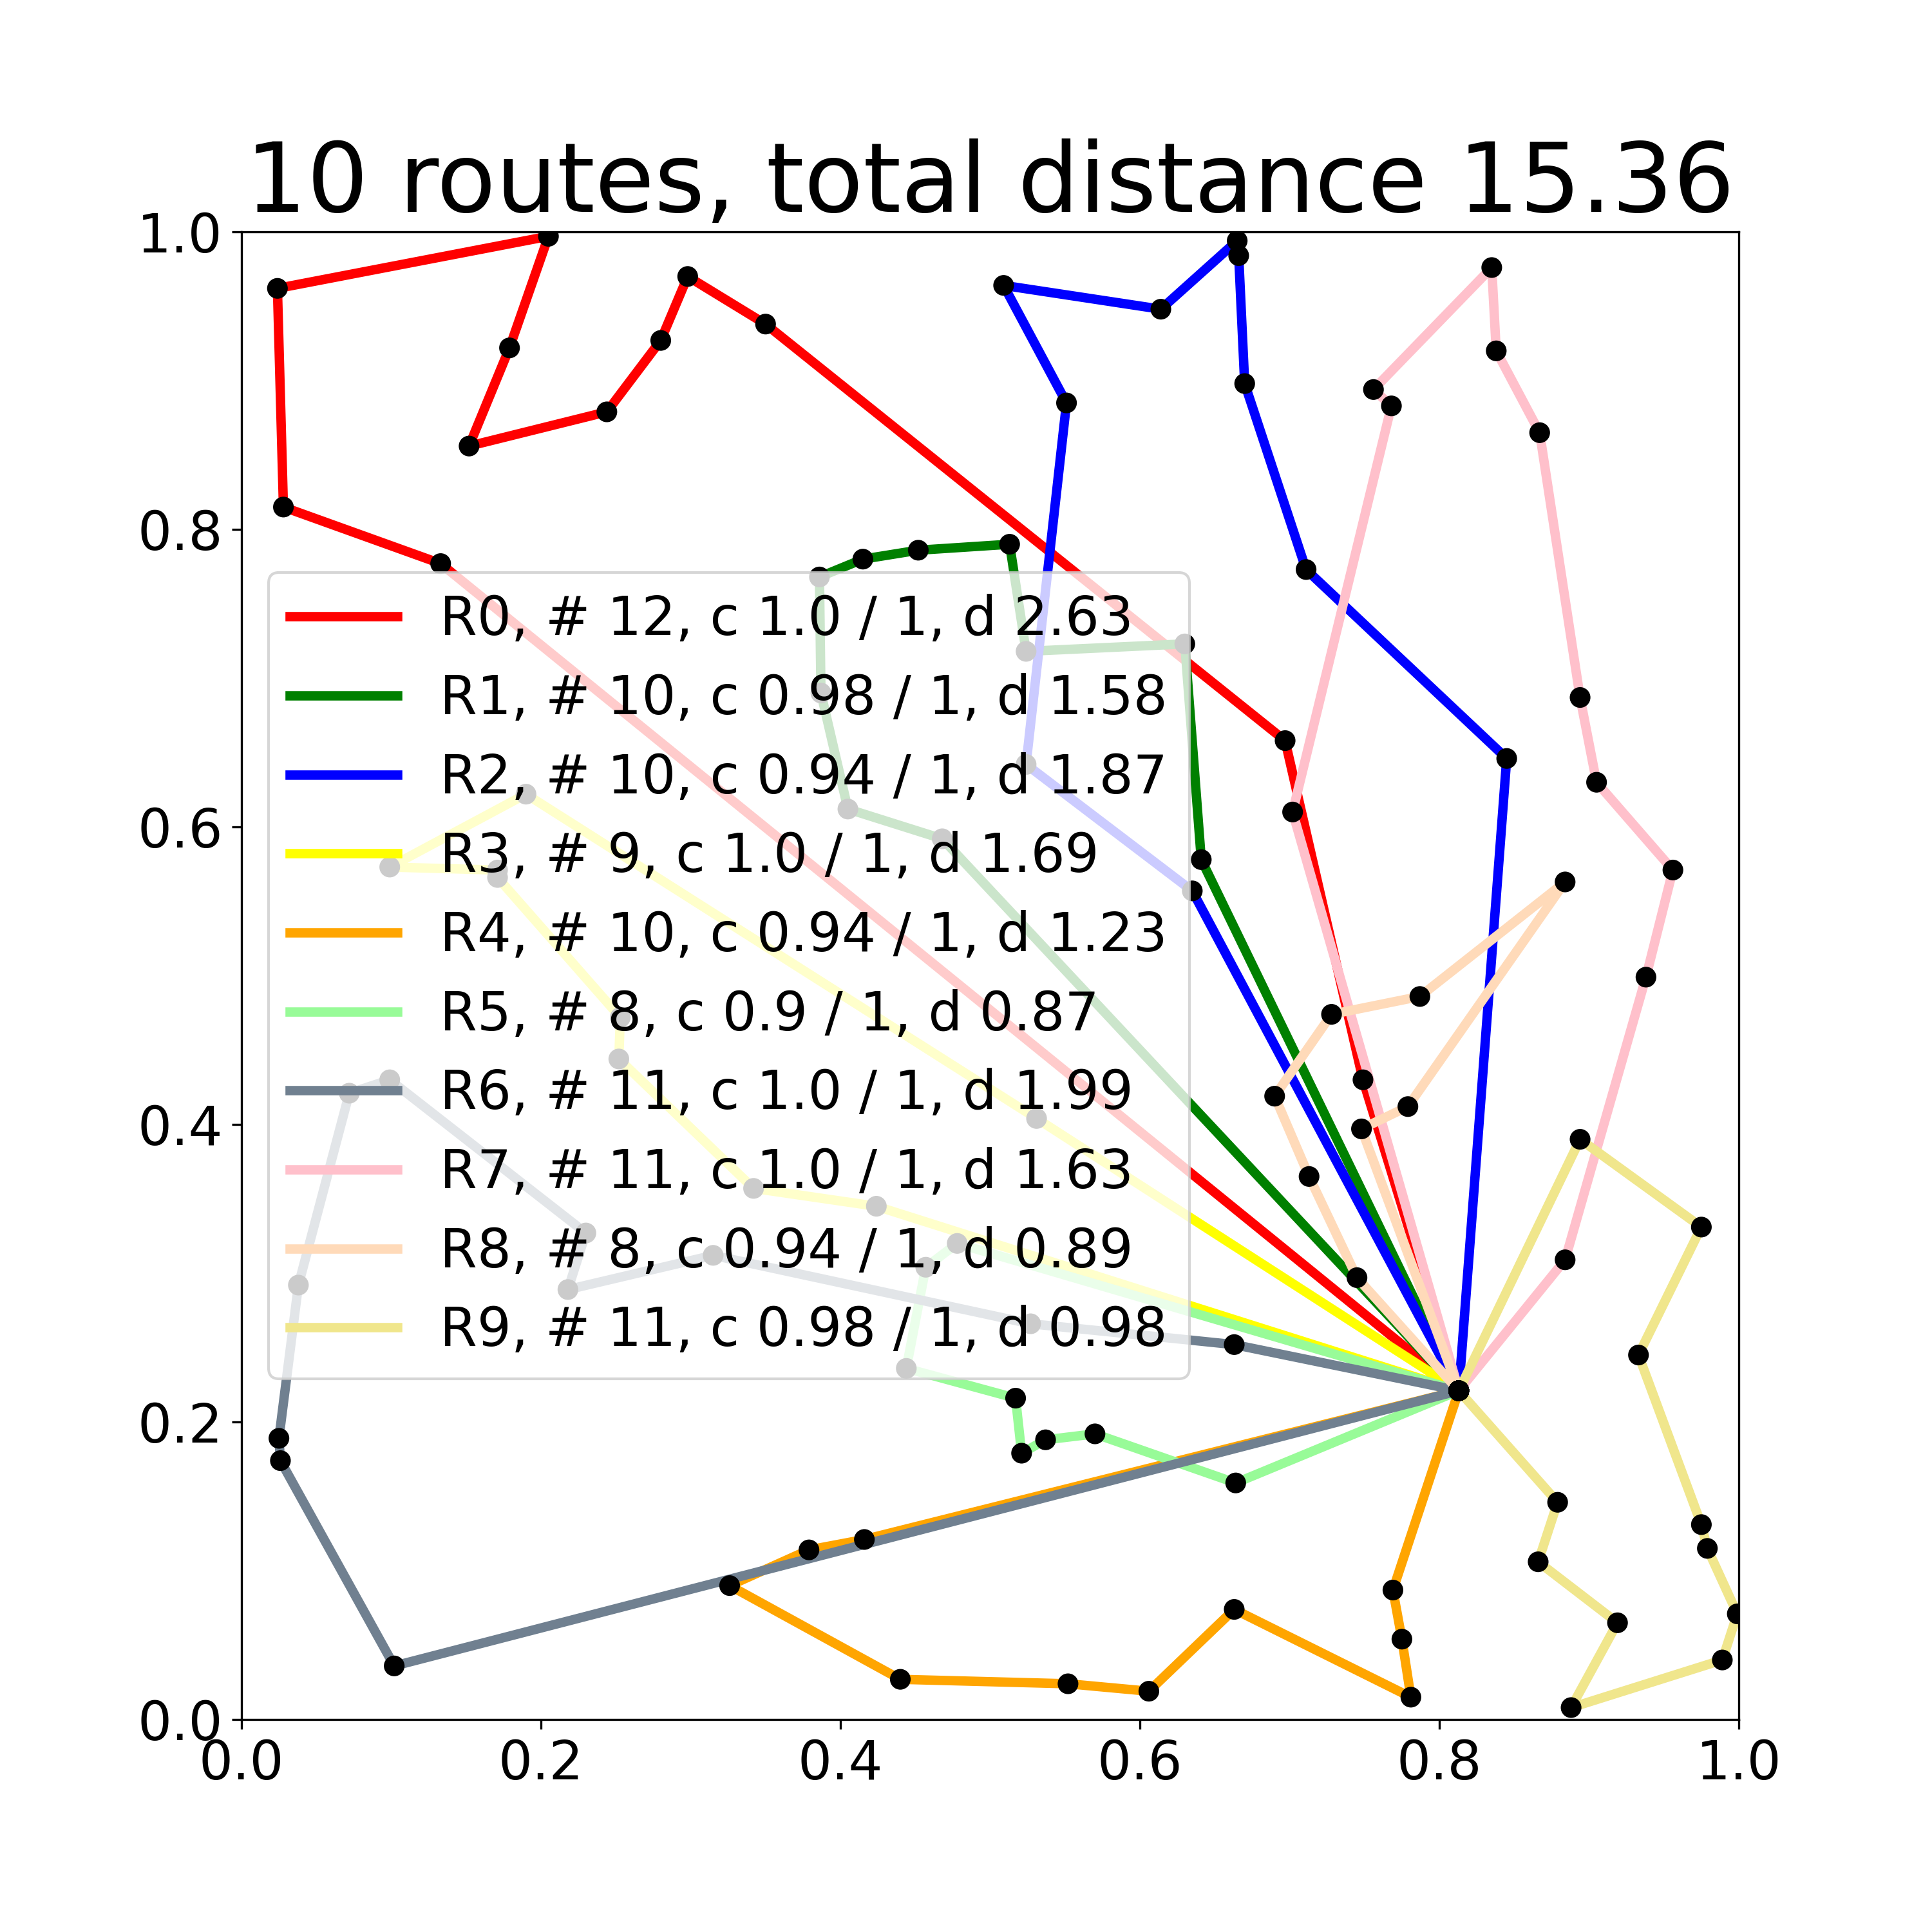 10 routes, total distance 15.36
1.0
0.8
0.6
0.4
0.2
0.0
R0, # 12, c 1.0 / 1, d 2.63
R1, # 10, c 0.98 / 1, d 1.58
R2, # 10, c 0.94 / 1, d 1.87
R3, # 9, c 1.0 / 1, d 1.69
R4, # 10, c 0.94 / 1, d 1.23
R5, # 8, c 0.9 / 1, d 0.87
R6, # 11, c 1.0 / 1, d 1.99
R7, # 11, c 1.0 / 1, d 1.63
R8, # 8, c 0.94 / 1, d 0.89
R9, # 11, c 0.98 / 1, d 0.98
0.0 0.2 0.4 0.6 0.8 1.0